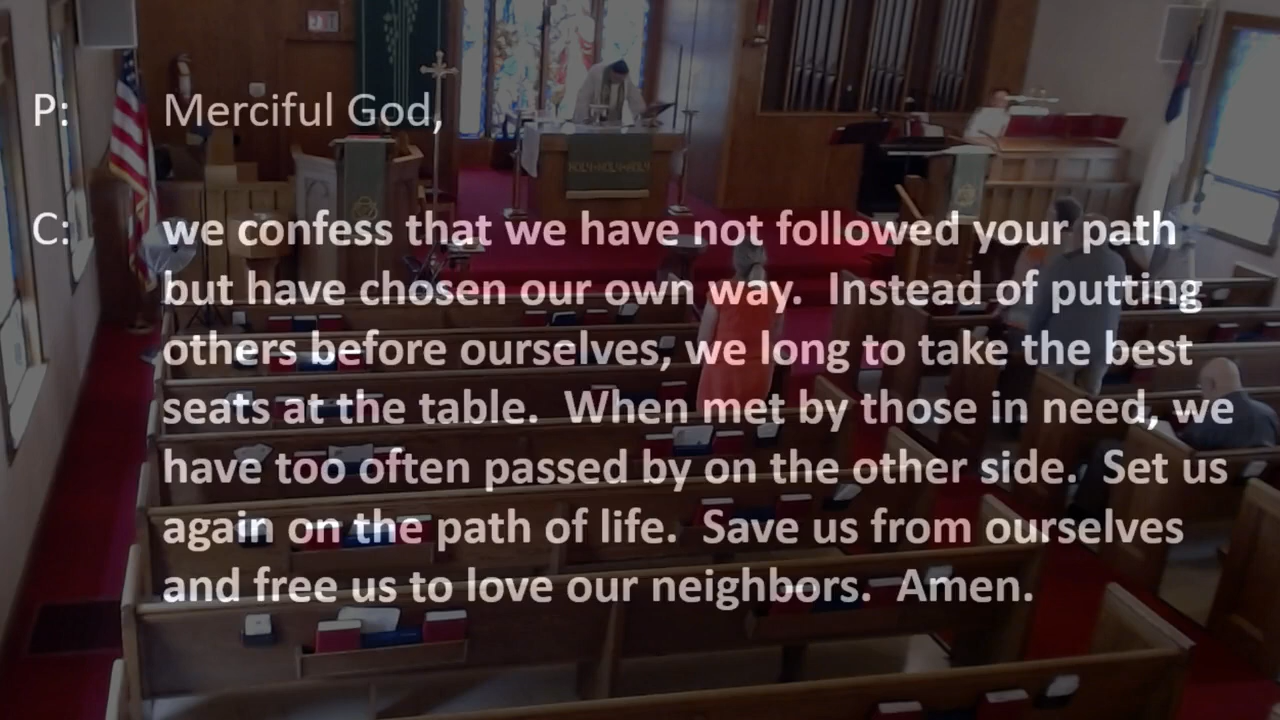 P: Merciful God,
HOLY HOLY HOLY
C: we confess that we have not followed your path
but have chosen our own way.  Instead of putting
others before ourselves, we long to take the best
seats at the table.  When met by those in need, we
have too often passed by on the other side.  Set us
again on the path of life.  Save us from ourselves
and free us to love our neighbors.  Amen.